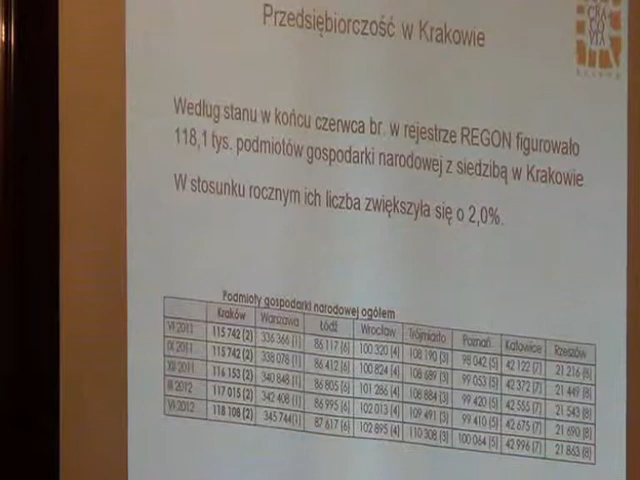 Przedsiębiorczość w Krakowie
CRA
CO
VIA
Według stanu w końcu czerwca br. w rejestrze REGON figurowało
118,1 tys. podmiotów gospodarki narodowej z siedzibą w Krakowie
W stosunku rocznym ich liczba zwiększyła się o 2,0%.
Podmioty gospodarki narodowej ogółem
Kraków Warszawa Łódź Wrocław Trójmiasto Poznań Katowice Rzeszów
VI 2011 115 742 (2) 336 366 (1) 86 117 (6) 100 320 (4) 108 190 (3) 98 042 (5) 42 122 (7) 21 216 (8)
IX 2011 115 742 (2) 338 078 (1) 86 412 (6) 100 824 (4) 108 689 (3) 99 053 (5) 42 372 (7) 21 449 (8)
XII 2011 116 153 (2) 340 848 (1) 86 805 (6) 101 286 (4) 108 884 (3) 99 420 (5) 42 555 (7) 21 543 (8)
III 2012 117 015 (2) 342 408 (1) 86 995 (6) 102 013 (4) 109 491 (3) 99 410 (5) 42 675 (7) 21 690 (8)
VI 2012 118 108 (2) 345 744(1) 87 617 (6) 102 895 (4) 110 308 (3) 100 064 (5) 42 996 (7) 21 863 (8)